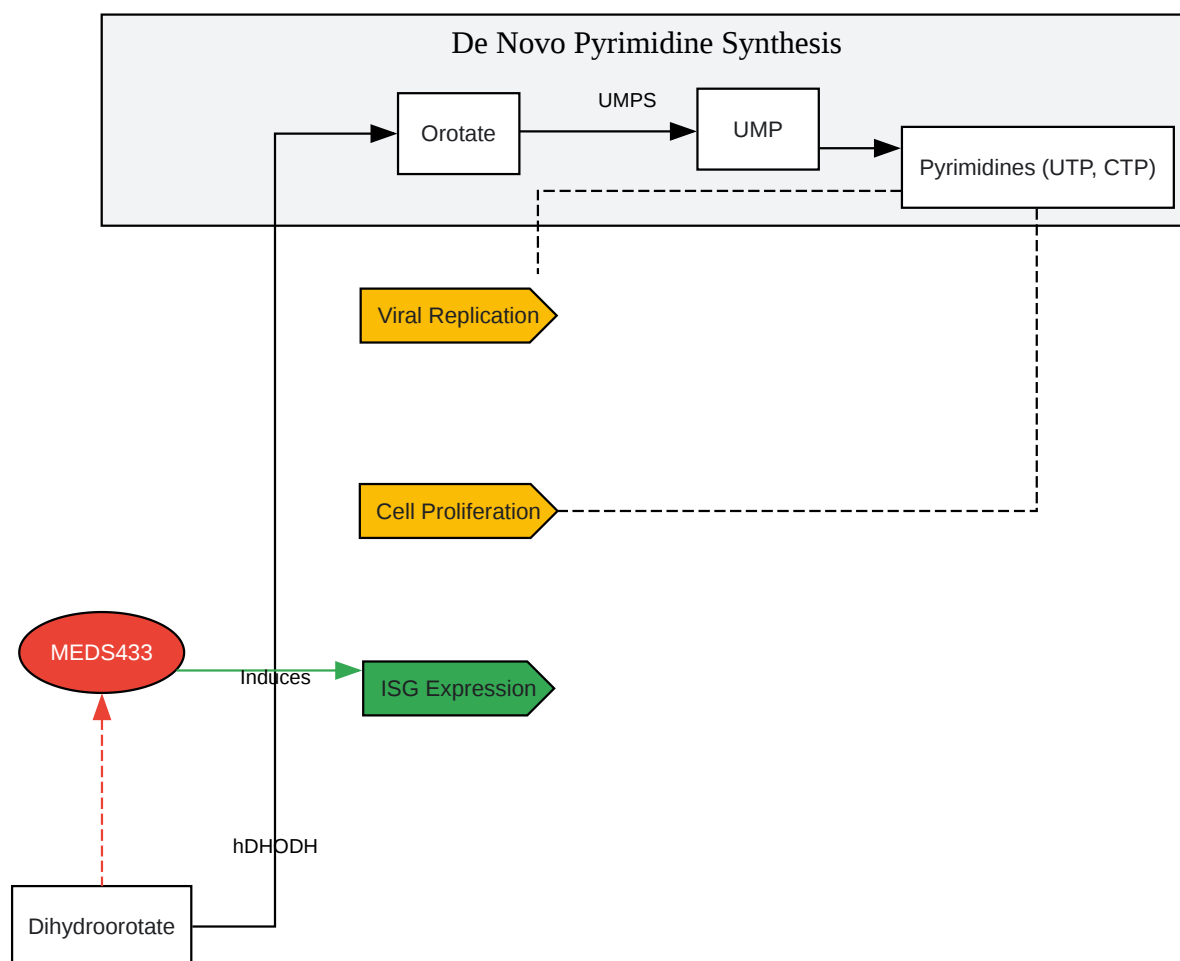 De Novo Pyrimidine Synthesis
UMPS
Orotate
UMP
Pyrimidines (UTP, CTP)
Viral Replication
Cell Proliferation
MEDS433
Induces
ISG Expression
hDHODH
Dihydroorotate